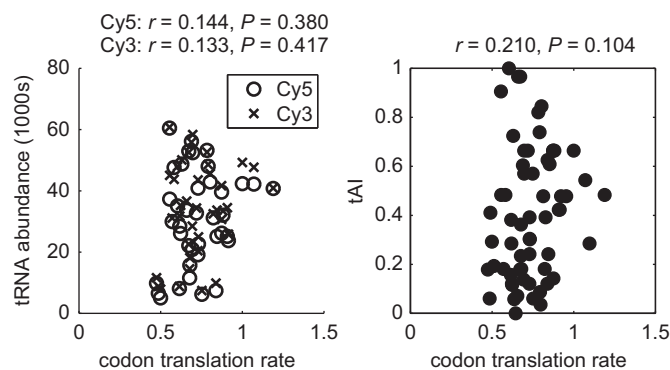 Cy5: r = 0.144, P = 0.380
Cy3: r = 0.133, P = 0.417
tRNA abundance (1000s)
80
60
40
20
0
Cy5
Cy3
0 0.5 1 1.5
codon translation rate
r = 0.210, P = 0.104
tAI
1
0.8
0.6
0.4
0.2
0
0 0.5 1 1.5
codon translation rate